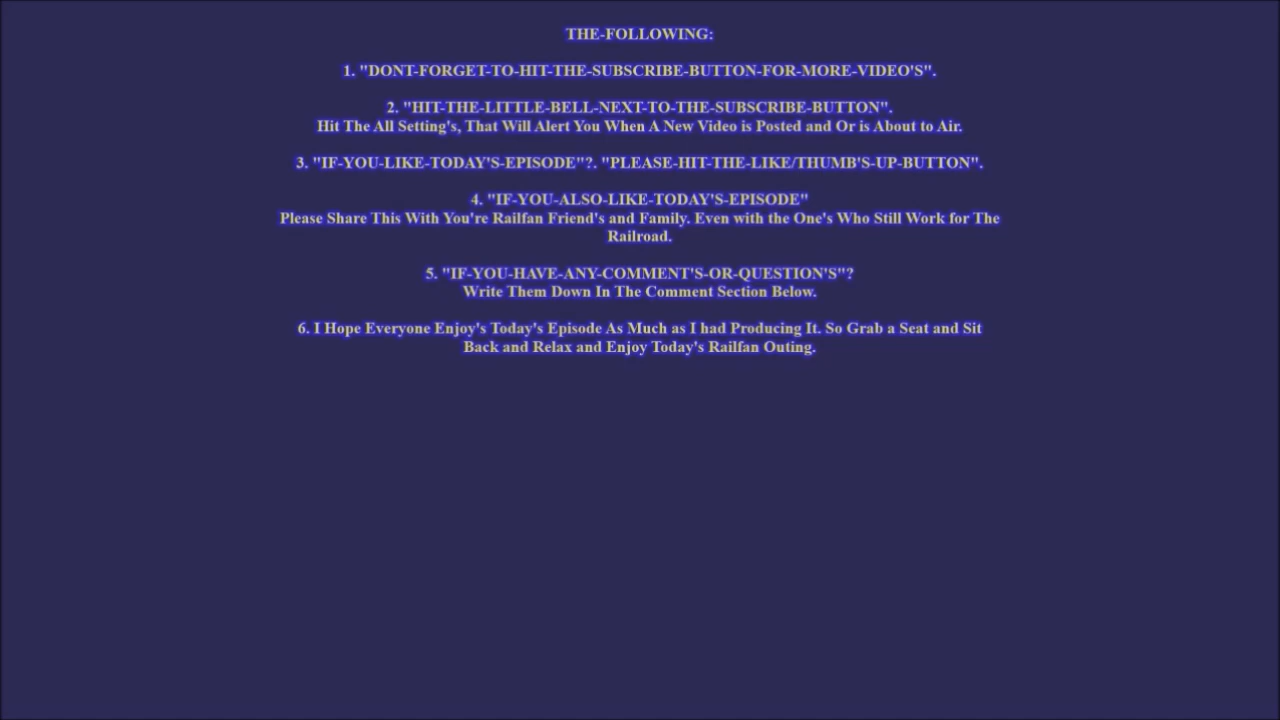 THE-FOLLOWING:
1. "DONT-FORGET-TO-HIT-THE-SUBSCRIBE-BUTTON-FOR-MORE-VIDEO'S".
2. "HIT-THE-LITTLE-BELL-NEXT-TO-THE-SUBSCRIBE-BUTTON".
Hit The All Setting's, That Will Alert You When A New Video is Posted and Or is About to Air.
3. "IF-YOU-LIKE-TODAY'S-EPISODE"?. "PLEASE-HIT-THE-LIKE/THUMB'S-UP-BUTTON".
4. "IF-YOU-ALSO-LIKE-TODAY'S-EPISODE"
Please Share This With You're Railfan Friend's and Family. Even with the One's Who Still Work for The
Railroad.
5. "IF-YOU-HAVE-ANY-COMMENT'S-OR-QUESTION'S"?
Write Them Down In The Comment Section Below.
6. I Hope Everyone Enjoy's Today's Episode As Much as I had Producing It. So Grab a Seat and Sit
Back and Relax and Enjoy Today's Railfan Outing.